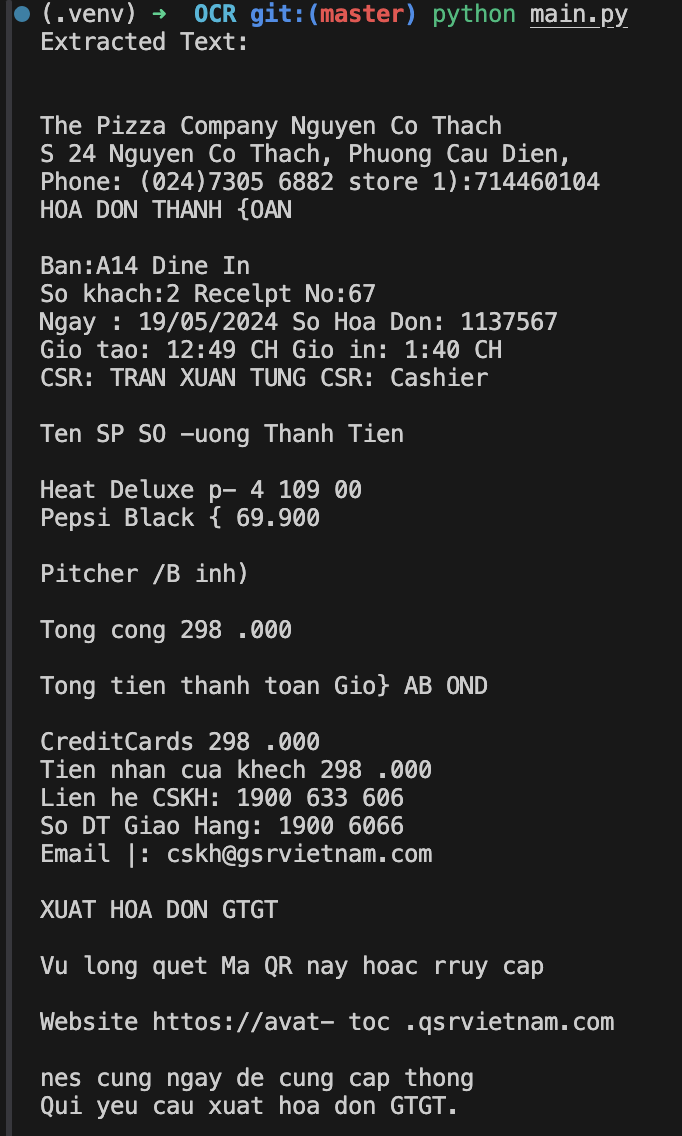 (.venv) → OCR git:(master) python main.py
Extracted Text:
The Pizza Company Nguyen Co Thach
S 24 Nguyen Co Thach, Phuong Cau Dien,
Phone: (024)7305 6882 store 1):714460104
HOA DON THANH {OAN
Ban:A14 Dine In
So khach:2 Recelpt No:67
Ngay : 19/05/2024 So Hoa Don: 1137567
Gio tao: 12:49 CH Gio in: 1:40 CH
CSR: TRAN XUAN TUNG CSR: Cashier
Ten SP SO -uong Thanh Tien
Heat Deluxe p- 4 109 00
Pepsi Black { 69.900
Pitcher /B inh)
Tong cong 298 .000
Tong tien thanh toan Gio} AB OND
CreditCards 298 .000
Tien nhan cua khech 298 .000
Lien he CSKH: 1900 633 606
So DT Giao Hang: 1900 6066
Email |: cskh@gsrvietnam.com
XUAT HOA DON GTGT
Vu long quet Ma QR nay hoac rruy cap
Website httos://avat- toc .qsrvietnam.com
nes cung ngay de cung cap thong
Qui yeu cau xuat hoa don GTGT.